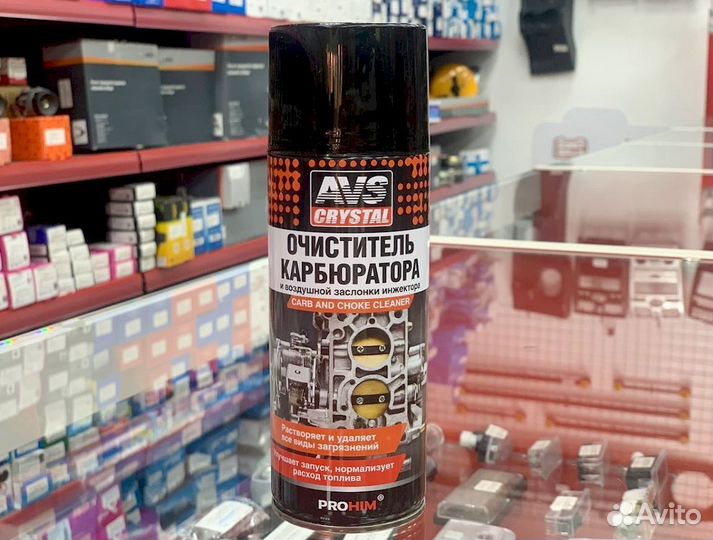 AVS
CRYSTAL
ОЧИСТИТЕЛЬ
КАРБЮРАТОРА
и воздушной заслонки инжектора
CARB AND CHOKE CLEANER
Растворяет и удаляет
все виды загрязнений
Улучшает запуск, нормализует
расход топлива
PROHIM®
Avito